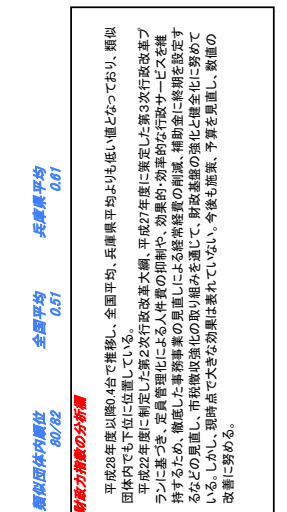 類似団体内順位
80/82
全国平均
0.51
兵庫県平均
0.61
財政力指数の分析欄
平成28年度以降0.4台で推移し、全国平均、兵庫県平均よりも低い値となっており、類似
団体内でも下位に位置している。
平成22年度に制定した第2次行政改革大綱、平成27年度に策定した第3次行政改革プ
ランに基づき、定員管理化による人件費の抑制や、効果的・効率的な行政サービスを維
持するため、徹底した事務事業の見直しによる経常経費の削減、補助金に終期を設定す
るなどの見直し、市税徴収強化の取り組みを通じて、財政基盤の強化と健全化に努めて
いる。しかし、現時点で大きな効果は表れていない。今後も施策、予算を見直し、数値の
改善に努める。